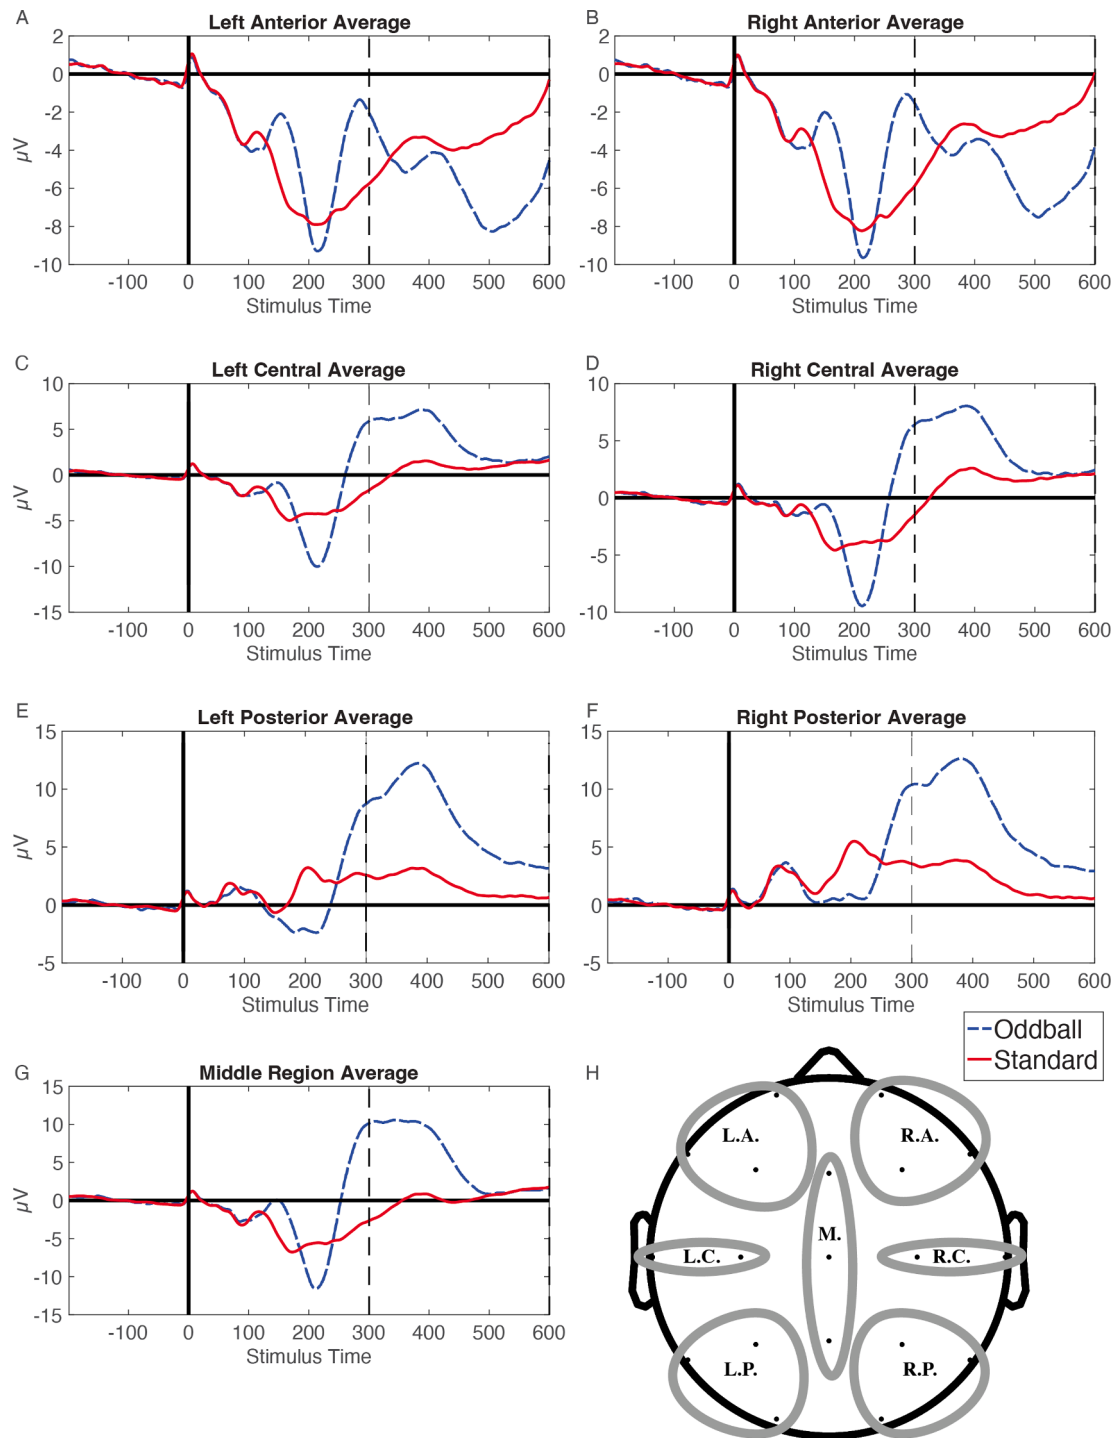 A
Left Anterior Average
2
0
-2
-4
-6
-8
-10
µV
-100 0 100 200 300 400 500 600
Stimulus Time
B
Right Anterior Average
2
0
-2
-4
-6
-8
-10
-100 0 100 200 300 400 500 600
Stimulus Time
C
Left Central Average
10
5
0
-5
-10
-15
µV
-100 0 100 200 300 400 500 600
Stimulus Time
D
Right Central Average
10
5
0
-5
-10
-100 0 100 200 300 400 500 600
Stimulus Time
E
Left Posterior Average
15
10
5
0
-5
µV
-100 0 100 200 300 400 500 600
Stimulus Time
F
Right Posterior Average
15
10
5
0
-5
-100 0 100 200 300 400 500 600
Stimulus Time
Oddball
Standard
G
Middle Region Average
15
10
5
0
-5
-10
-15
µV
-100 0 100 200 300 400 500 600
Stimulus Time
H
L.A. R.A.
M.
L.C. R.C.
L.P. R.P.